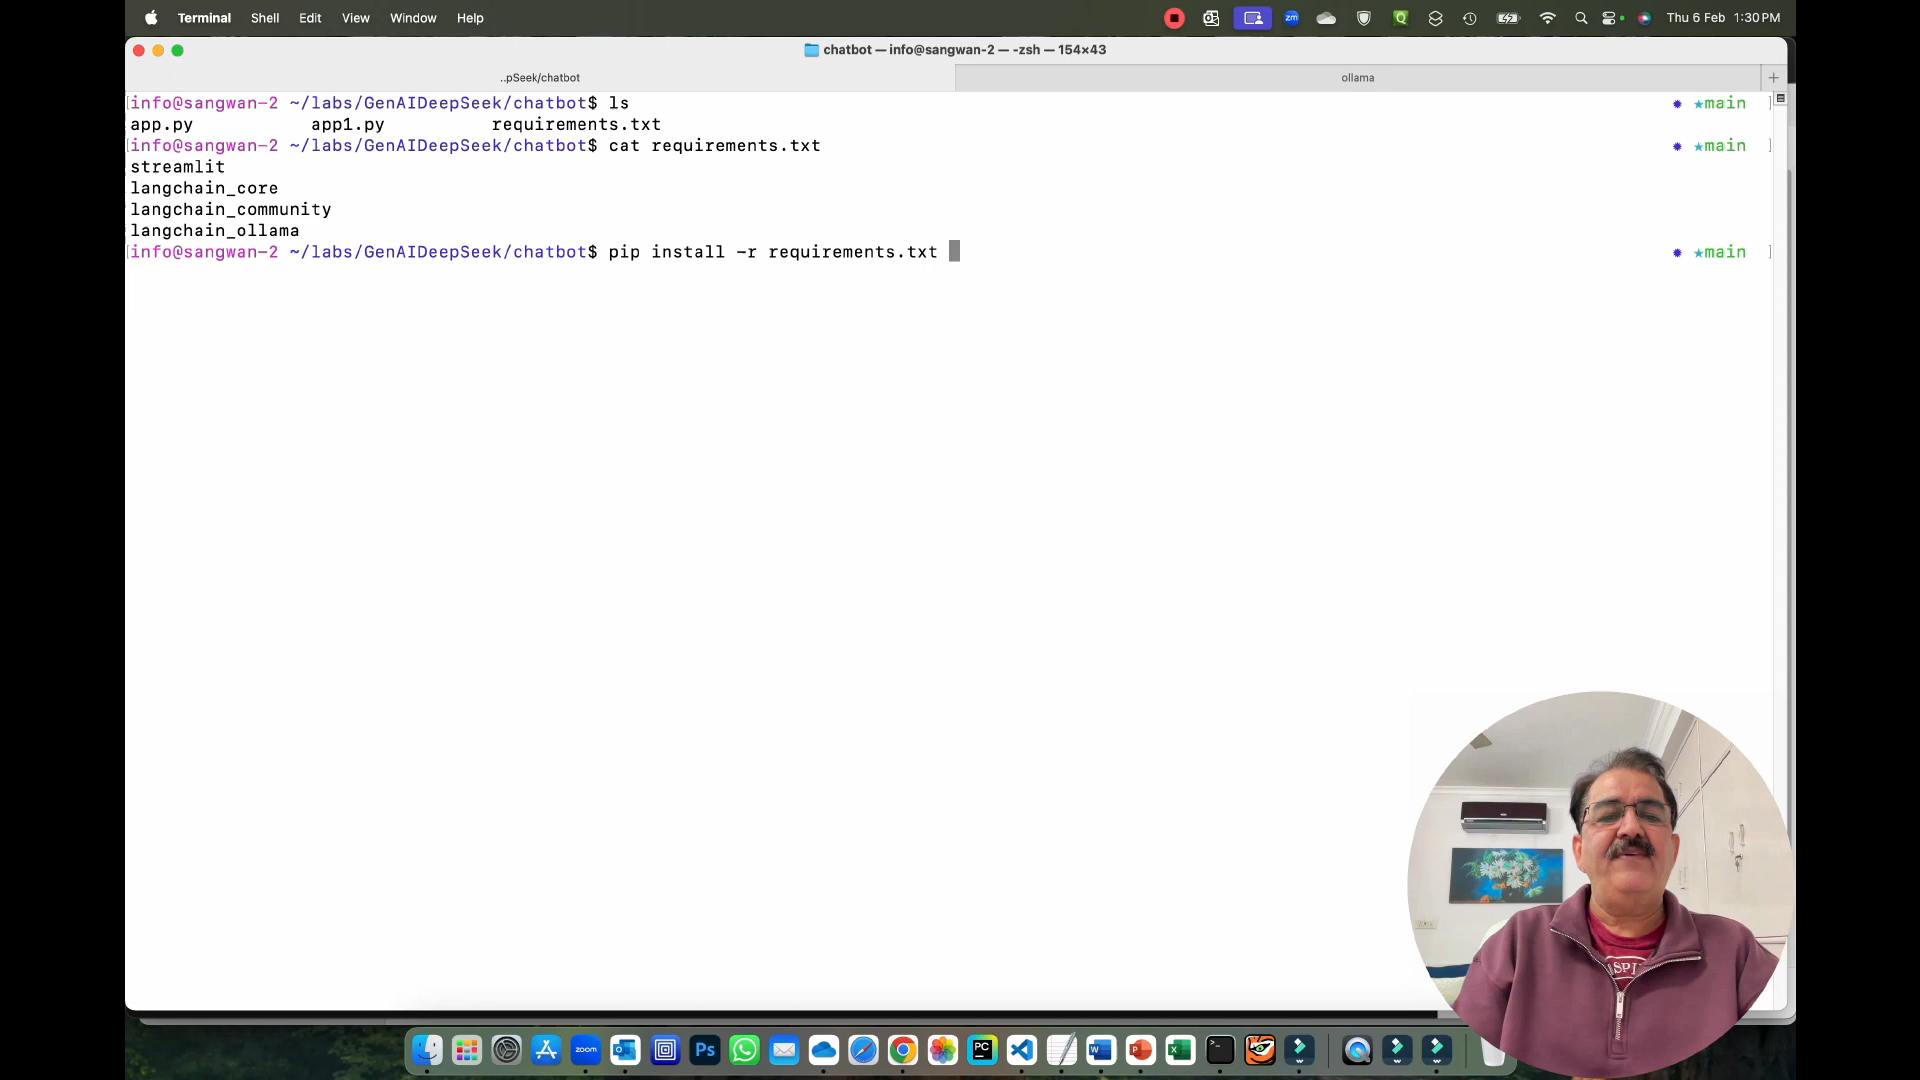 Terminal Shell Edit View Window Help Thu 6 Feb 1:30 PM
chatbot — info@sangwan-2 — -zsh — 154×43
..pSeek/chatbot ollama
info@sangwan-2 ~/labs/GenAIDeepSeek/chatbot$ ls ★main
app.py app1.py requirements.txt
info@sangwan-2 ~/labs/GenAIDeepSeek/chatbot$ cat requirements.txt ★main
streamlit
langchain_core
langchain_community
langchain_ollama
info@sangwan-2 ~/labs/GenAIDeepSeek/chatbot$ pip install -r requirements.txt ★main
zoom Ps PC